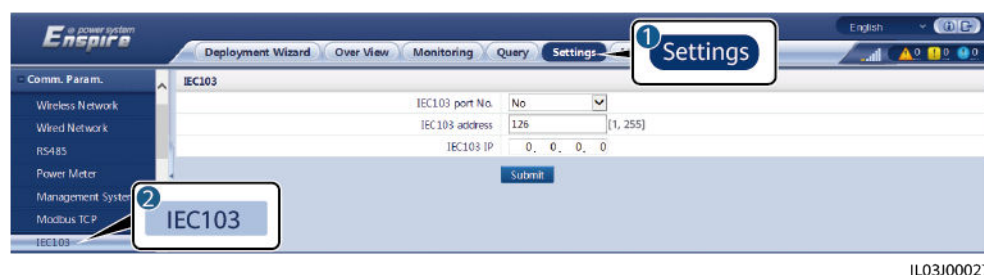 e power system
Enspire
English
Deployment Wizard Over View Monitoring Query Settings
1 Settings
Comm. Param.
IEC103
Wireless Network
IEC103 port No. No
Wired Network
IEC103 address 126 [1, 255]
RS485
IEC103 IP 0. 0. 0. 0
Power Meter
Submit
Management System
2 IEC103
Modbus TCP
IEC103